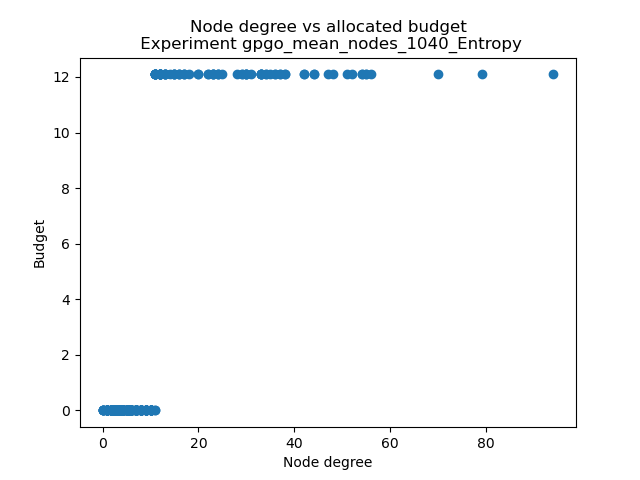 Node degree vs allocated budget
Experiment gpgo_mean_nodes_1040_Entropy
12
10
8
6
4
2
0
Budget
0 20 40 60 80
Node degree